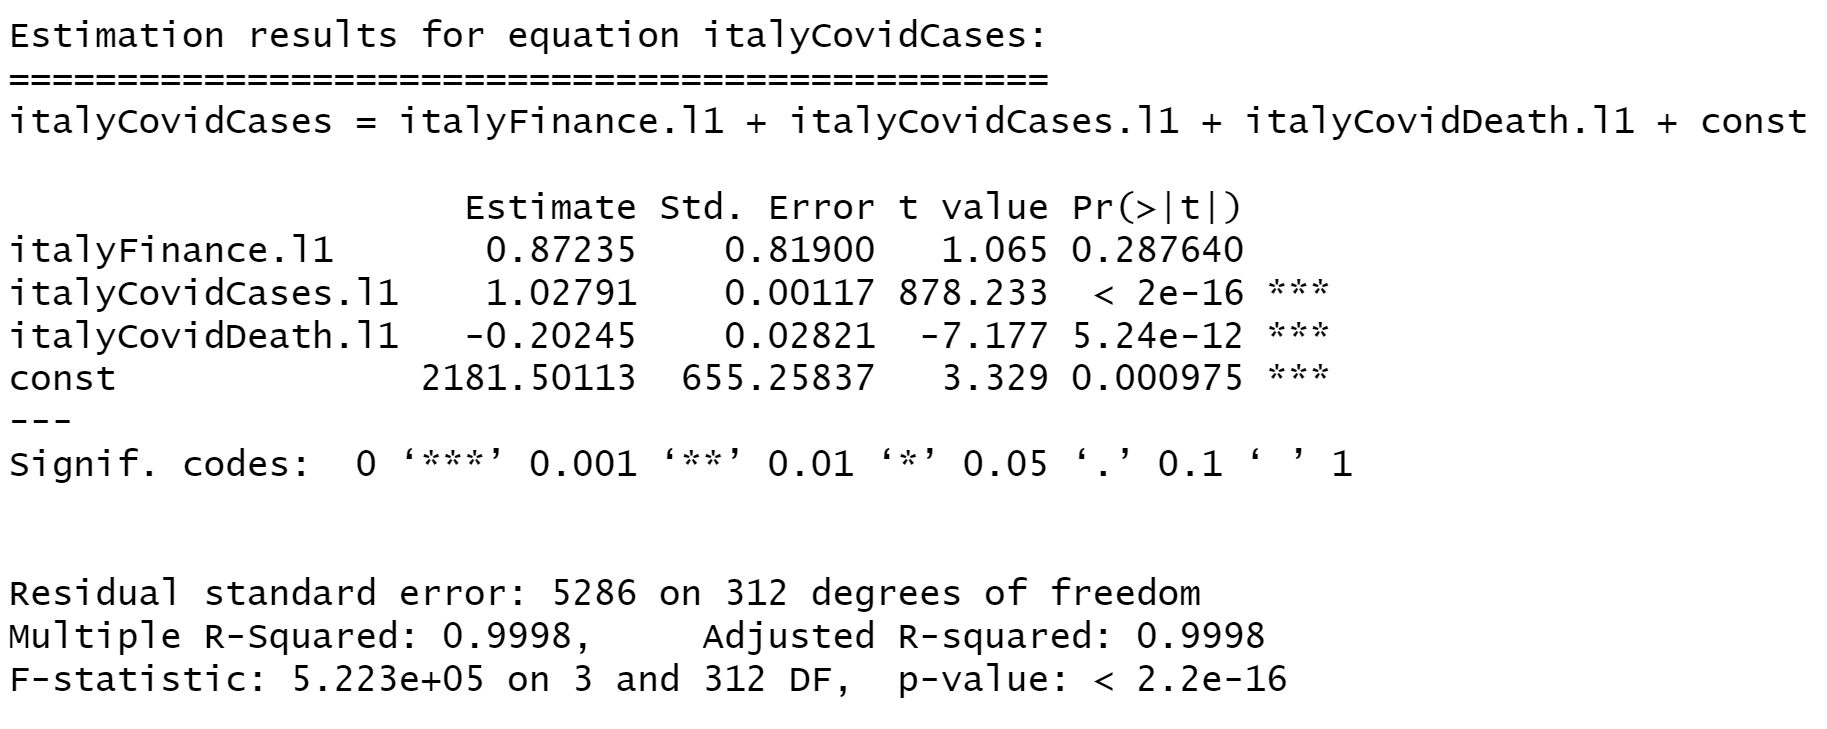 Estimation results for equation italyCovidCases:
================================================
italyCovidCases = italyFinance.l1 + italyCovidCases.l1 + italyCovidDeath.l1 + const
Estimate Std. Error t value Pr(>|t|)
italyFinance.l1 0.87235 0.81900 1.065 0.287640
italyCovidCases.l1 1.02791 0.00117 878.233 < 2e-16 ***
italyCovidDeath.l1 -0.20245 0.02821 -7.177 5.24e-12 ***
const 2181.50113 655.25837 3.329 0.000975 ***
---
Signif. codes: 0 ‘***’ 0.001 ‘**’ 0.01 ‘*’ 0.05 ‘.’ 0.1 ‘ ’ 1
Residual standard error: 5286 on 312 degrees of freedom
Multiple R-Squared: 0.9998, Adjusted R-squared: 0.9998
F-statistic: 5.223e+05 on 3 and 312 DF, p-value: < 2.2e-16